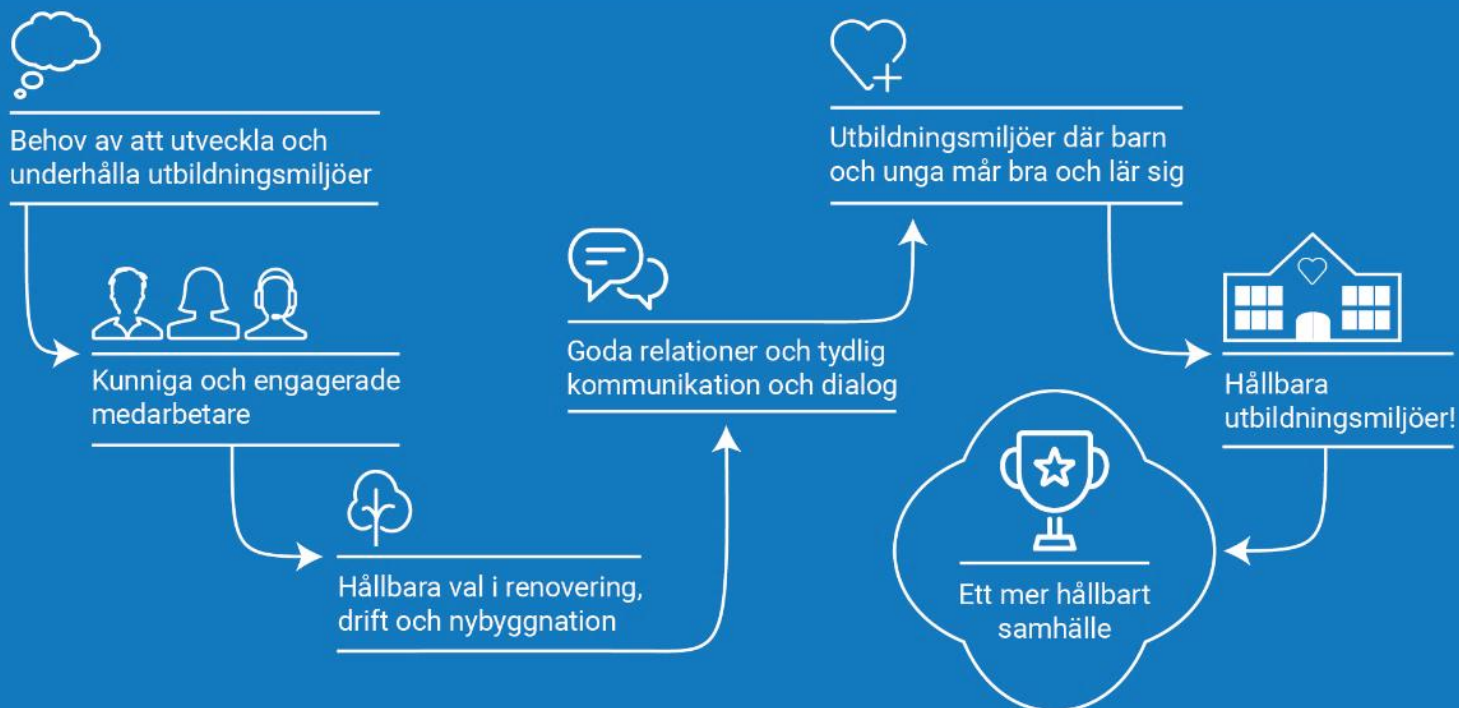 Behov av att utveckla och
underhålla utbildningsmiljöer
Kunniga och engagerade
medarbetare
Hållbara val i renovering,
drift och nybyggnation
Goda relationer och tydlig
kommunikation och dialog
Utbildningsmiljöer där barn
och unga mår bra och lär sig
Hållbara
utbildningsmiljöer!
Ett mer hållbart
samhälle